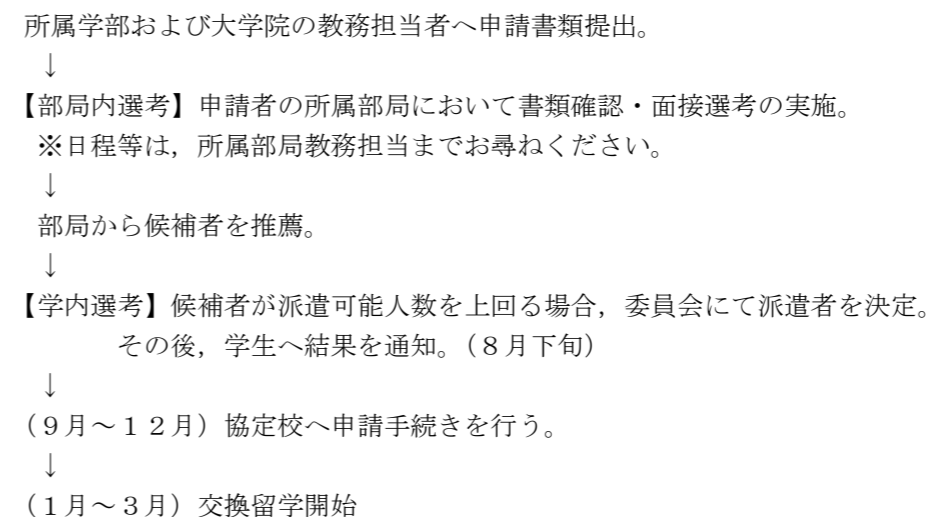 所属学部および大学院の教務担当者へ申請書類提出。
↓
【部局内選考】申請者の所属部局において書類確認・面接選考の実施。
※日程等は，所属部局教務担当までお尋ねください。
↓
部局から候補者を推薦。
↓
【学内選考】候補者が派遣可能人数を上回る場合，委員会にて派遣者を決定。
その後，学生へ結果を通知。（８月下旬）
↓
（９月～１２月）協定校へ申請手続きを行う。
↓
（１月～３月）交換留学開始